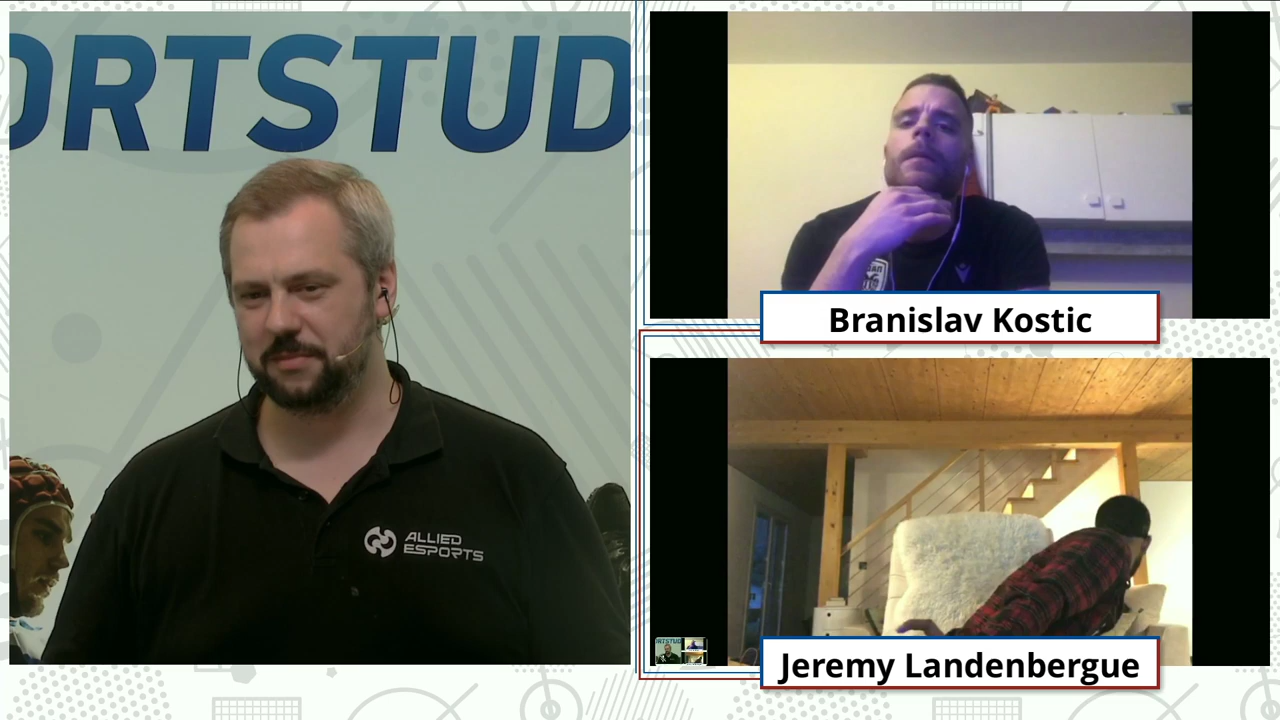 ORTSTUD
ALLIED
ESPORTS
Branislav Kostic
Jeremy Landenbergue